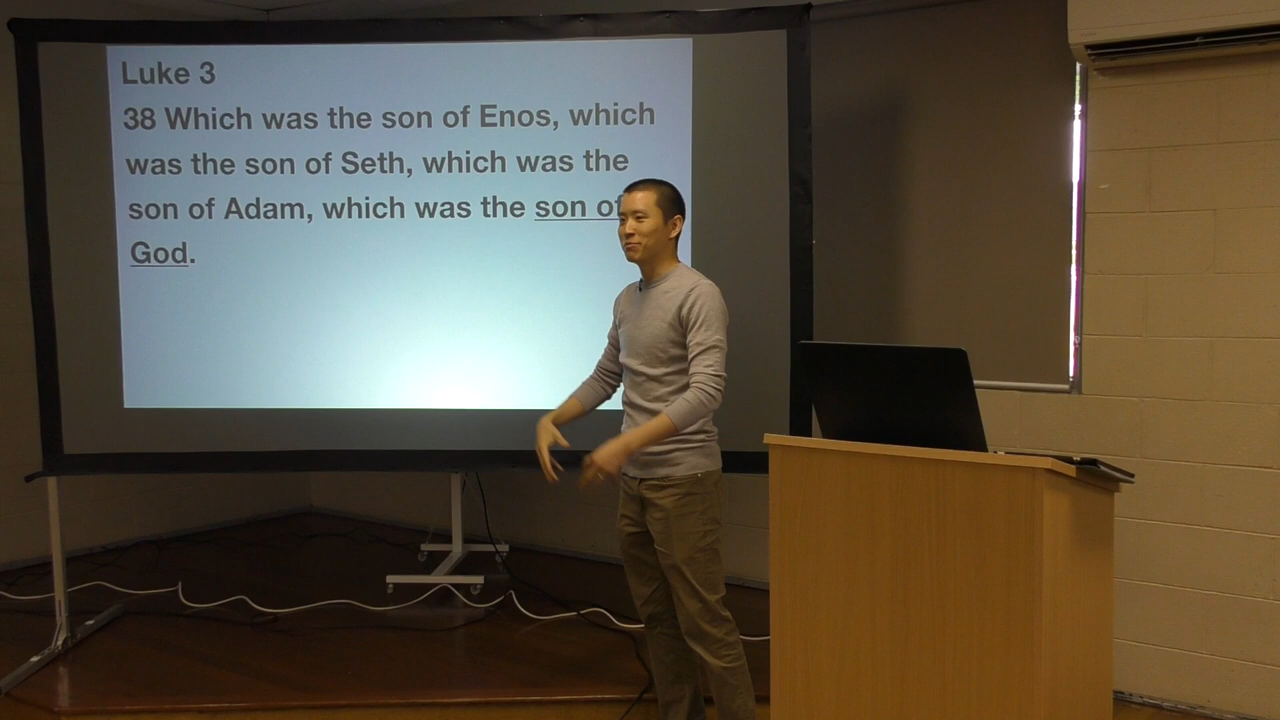 Luke 3
38 Which was the son of Enos, which
was the son of Seth, which was the
son of Adam, which was the son of
God.